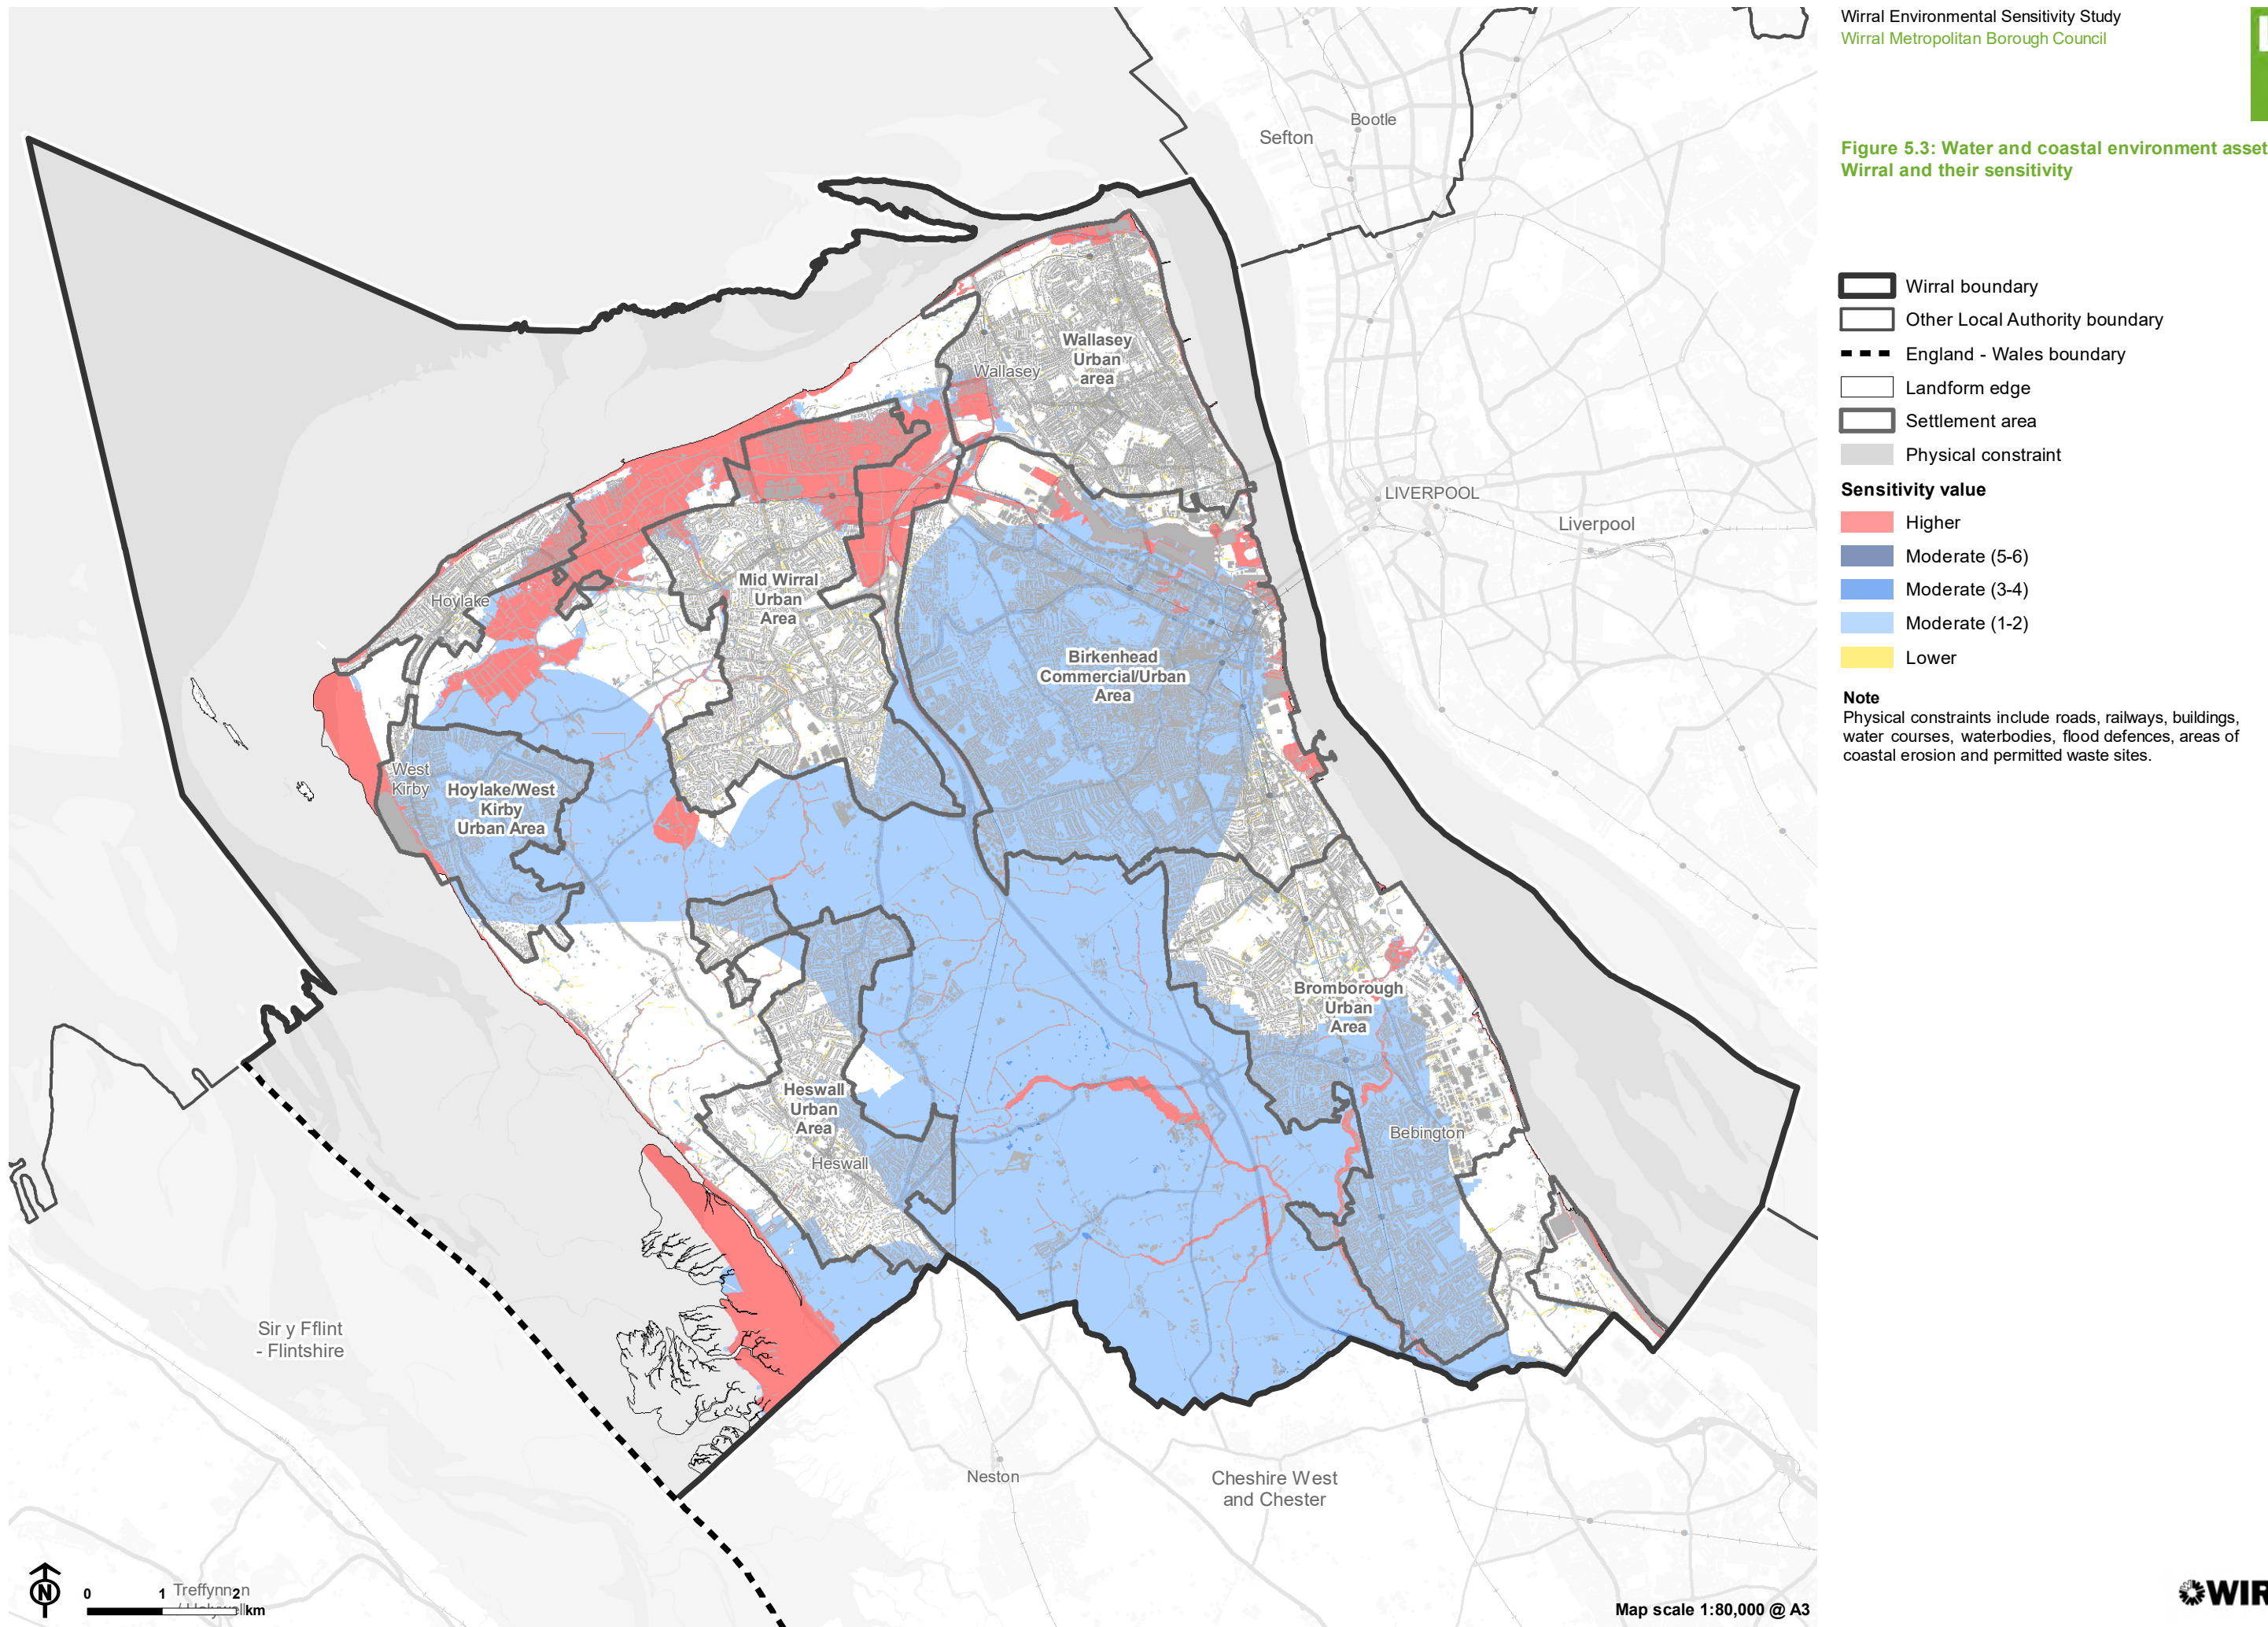 Wirral Environmental Sensitivity Study
Wirral Metropolitan Borough Council
Figure 5.3: Water and coastal environment asset
Wirral and their sensitivity
Wirral boundary
Other Local Authority boundary
England - Wales boundary
Landform edge
Settlement area
Physical constraint
Sensitivity value
Higher
Moderate (5-6)
Moderate (3-4)
Moderate (1-2)
Lower
Note
Physical constraints include roads, railways, buildings,
water courses, waterbodies, flood defences, areas of
coastal erosion and permitted waste sites.
Bootle
Sefton
Wallasey
Urban
area
Wallasey
LIVERPOOL
Liverpool
Mid Wirral
Urban
Area
Hoylake
Birkenhead
Commercial/Urban
Area
West
Kirby
Hoylake/West
Kirby
Urban Area
Bromborough
Urban
Area
Heswall
Urban
Area
Bebington
Heswall
Sir y Fflint
- Flintshire
Neston
Cheshire West
and Chester
N
0 1 2
km
Map scale 1:80,000 @ A3
WIR